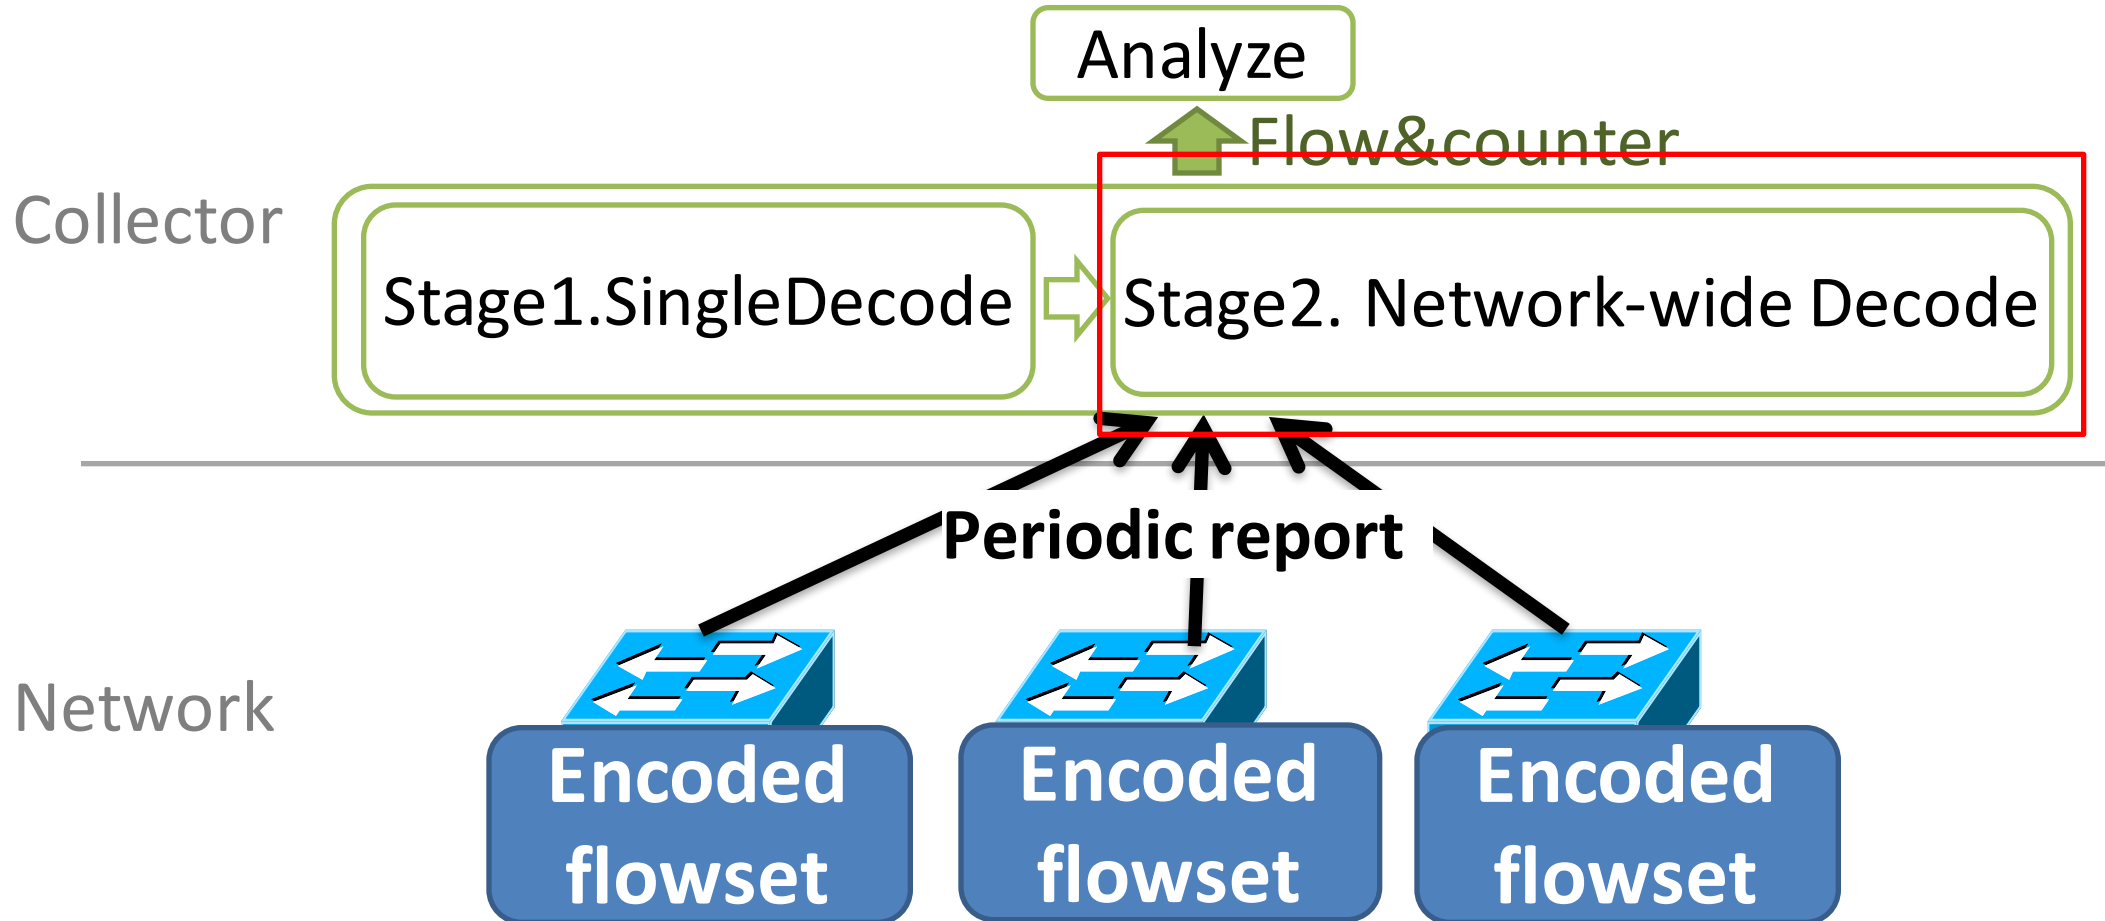 Analyze
Flow&counter
Collector
Stage1.SingleDecode
Stage2. Network-wide Decode
Periodic report
Network
Encoded
flowset
Encoded
flowset
Encoded
flowset